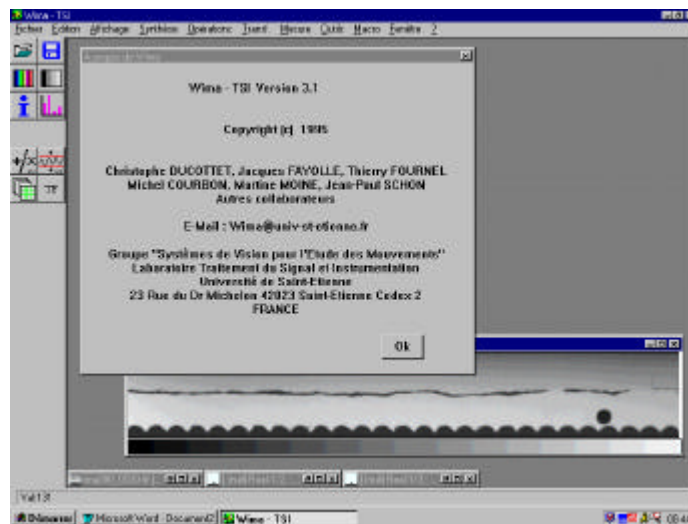 Wima - TSI
Fichier Edition Affichage Synthèse Opérations Transf. Mesure Outils Macro Fenêtre ?
A propos de Wima
Wima - TSI Version 3.1
Copyright (c) 1995
Christophe DUCOTTET, Jacques FAYOLLE, Thierry FOURNEL
Michel COURBON, Martine MOINE, Jean-Paul SCHON
Autres collaborateurs
E-Mail : Wima@univ-st-etienne.fr
Groupe "Systèmes de Vision pour l'Etude des Mouvements"
Laboratoire Traitement du Signal et Instrumentation
Université de Saint-Etienne
23 Rue du Dr Michelon 42023 Saint-Etienne Cedex 2
FRANCE
Ok
TF
Val:131
Démarrer Microsoft Word - Document2 Wima - TSI